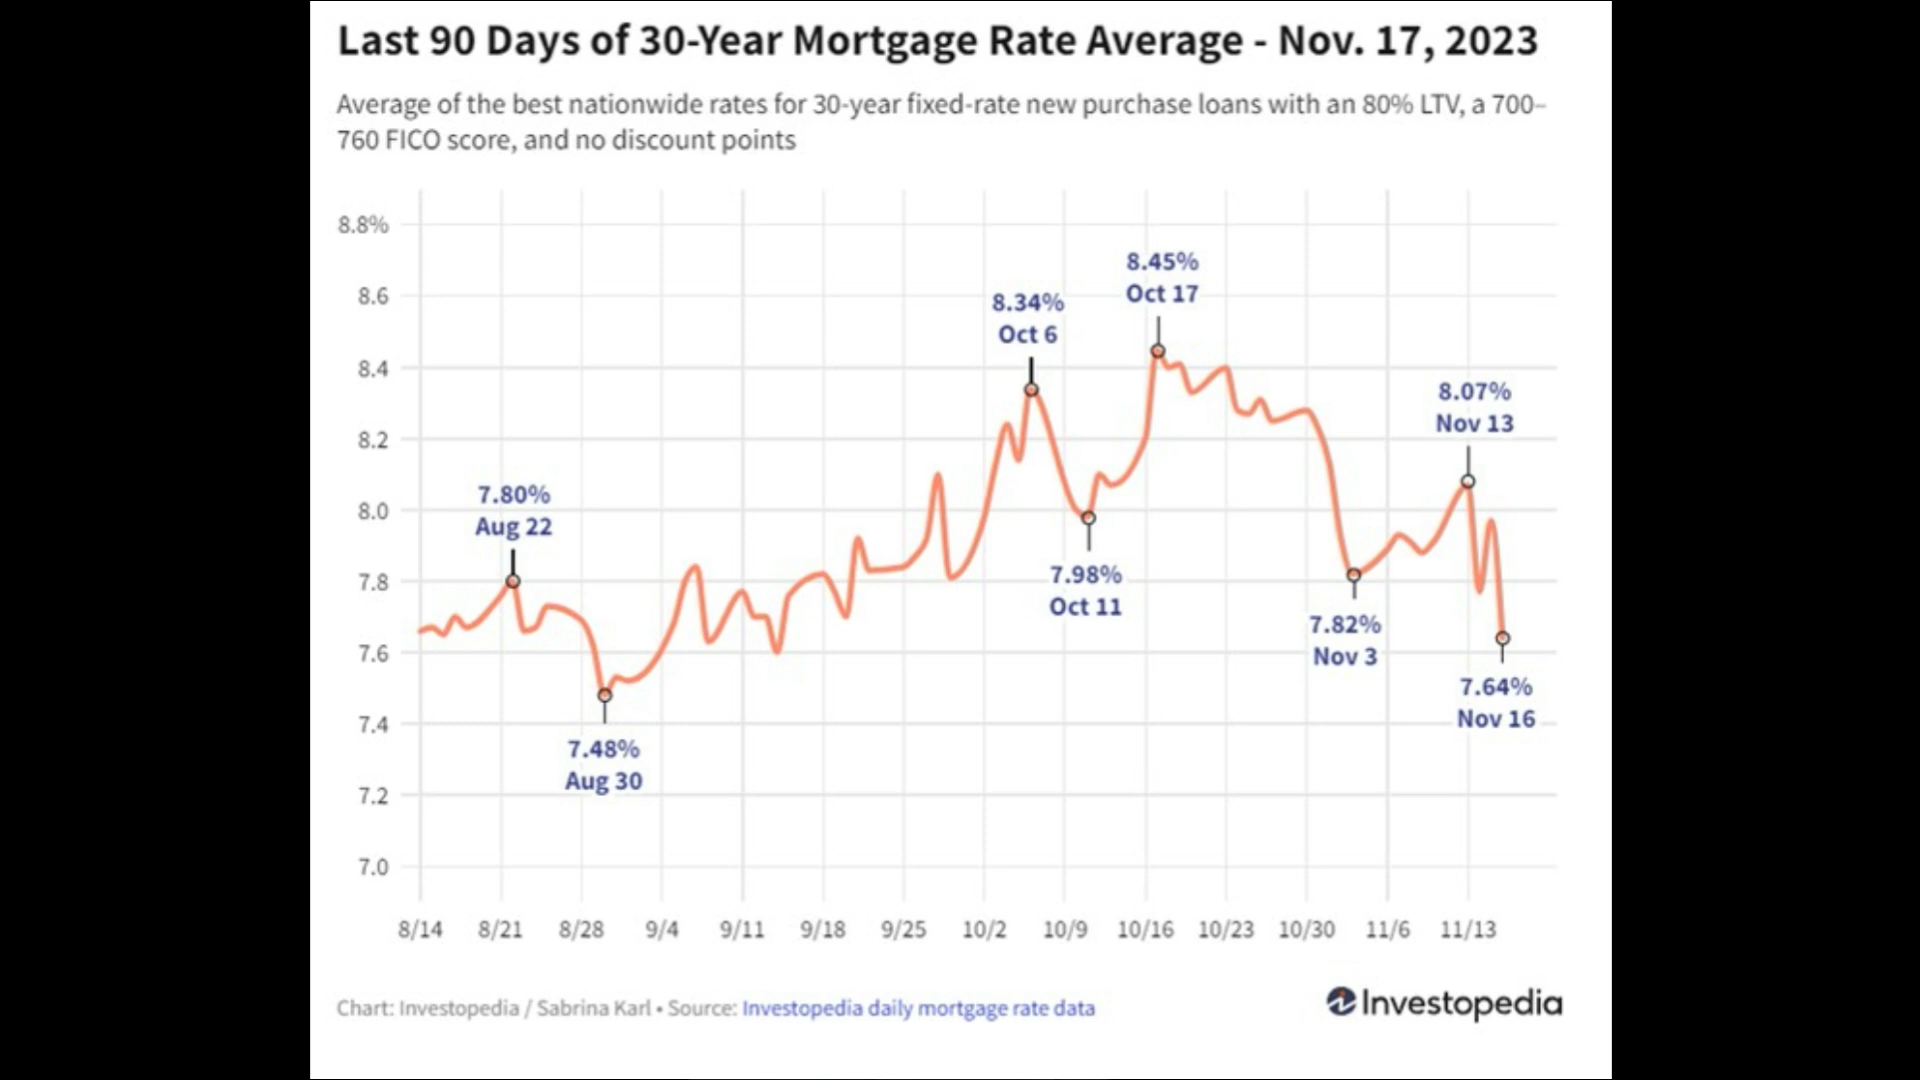 Last 90 Days of 30-Year Mortgage Rate Average - Nov. 17, 2023
Average of the best nationwide rates for 30-year fixed-rate new purchase loans with an 80% LTV, a 700–
760 FICO score, and no discount points
8.8%
8.6
8.4
8.2
8.0
7.8
7.6
7.4
7.2
7.0
7.80%
Aug 22
7.48%
Aug 30
8.34%
Oct 6
7.98%
Oct 11
8.45%
Oct 17
7.82%
Nov 3
8.07%
Nov 13
7.64%
Nov 16
8/14 8/21 8/28 9/4 9/11 9/18 9/25 10/2 10/9 10/16 10/23 10/30 11/6 11/13
Chart: Investopedia / Sabrina Karl • Source: Investopedia daily mortgage rate data
Investopedia